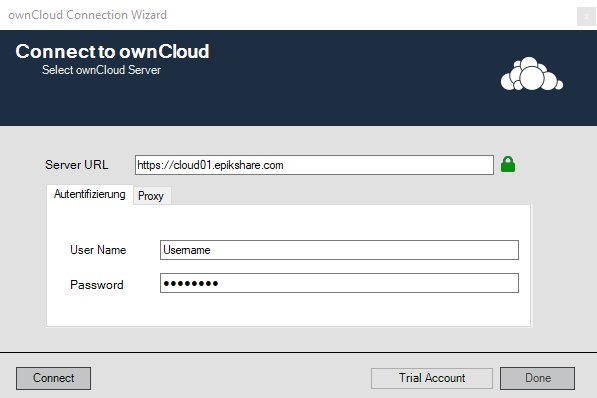 ownCloud Connection Wizard
x
Connect to ownCloud
Select ownCloud Server
Server URL https://cloud01.epikshare.com
Autentifizierung Proxy
User Name Username
Password ●●●●●●●●
Connect Trial Account Done